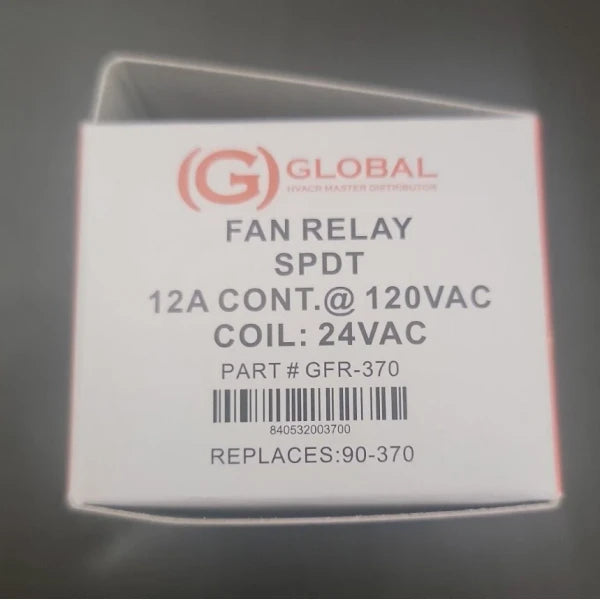 (G) GLOBAL
HVACR MASTER DISTRIBUTOR
FAN RELAY
SPDT
12A CONT.@ 120VAC
COIL: 24VAC
PART # GFR-370
840532003700
REPLACES:90-370